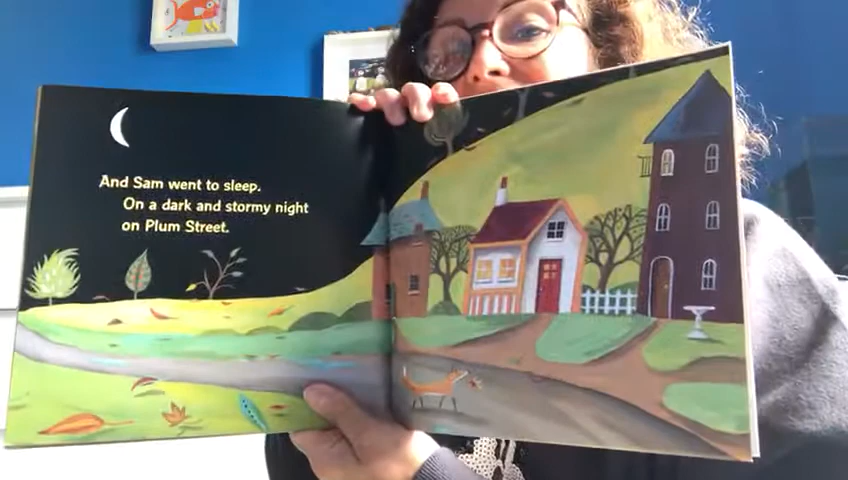 And Sam went to sleep.
On a dark and stormy night
on Plum Street.